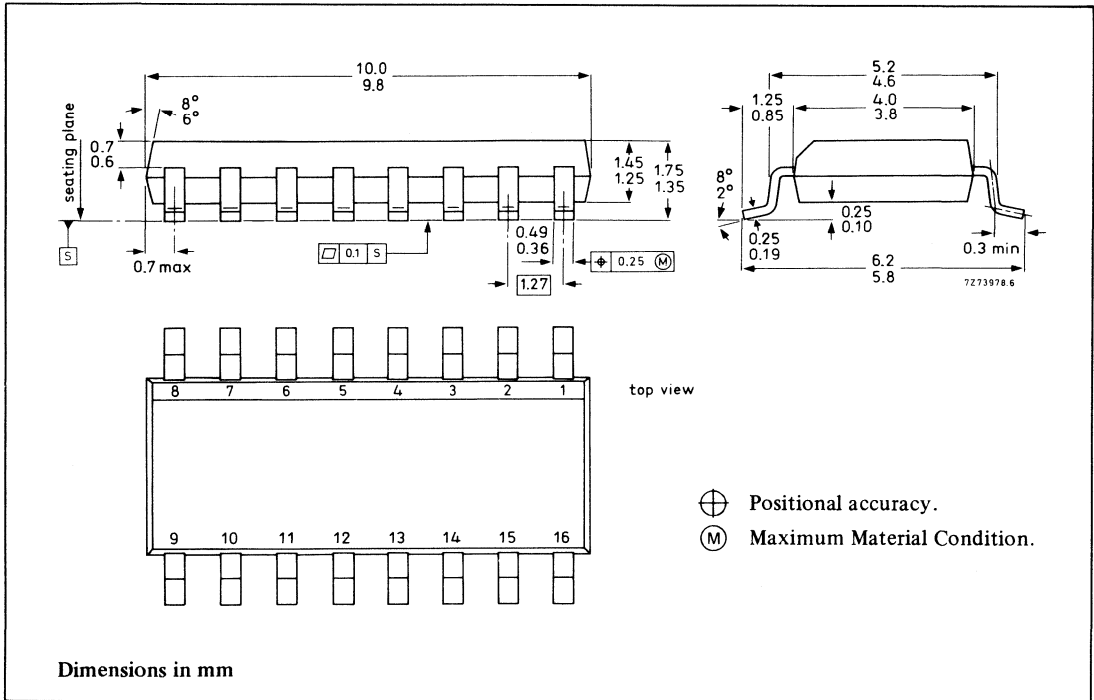 10.0
9.8
8°
6°
seating plane
0.7
0.6
1.45
1.25
1.75
1.35
S
0.7 max
0.1 S
0.49
0.36
0.25 M
1.27
5.2
4.6
1.25
0.85
4.0
3.8
8°
2°
0.25
0.10
0.25
0.19
0.3 min
6.2
5.8
7Z73978.6
8 7 6 5 4 3 2 1
top view
9 10 11 12 13 14 15 16
Positional accuracy.
M Maximum Material Condition.
Dimensions in mm